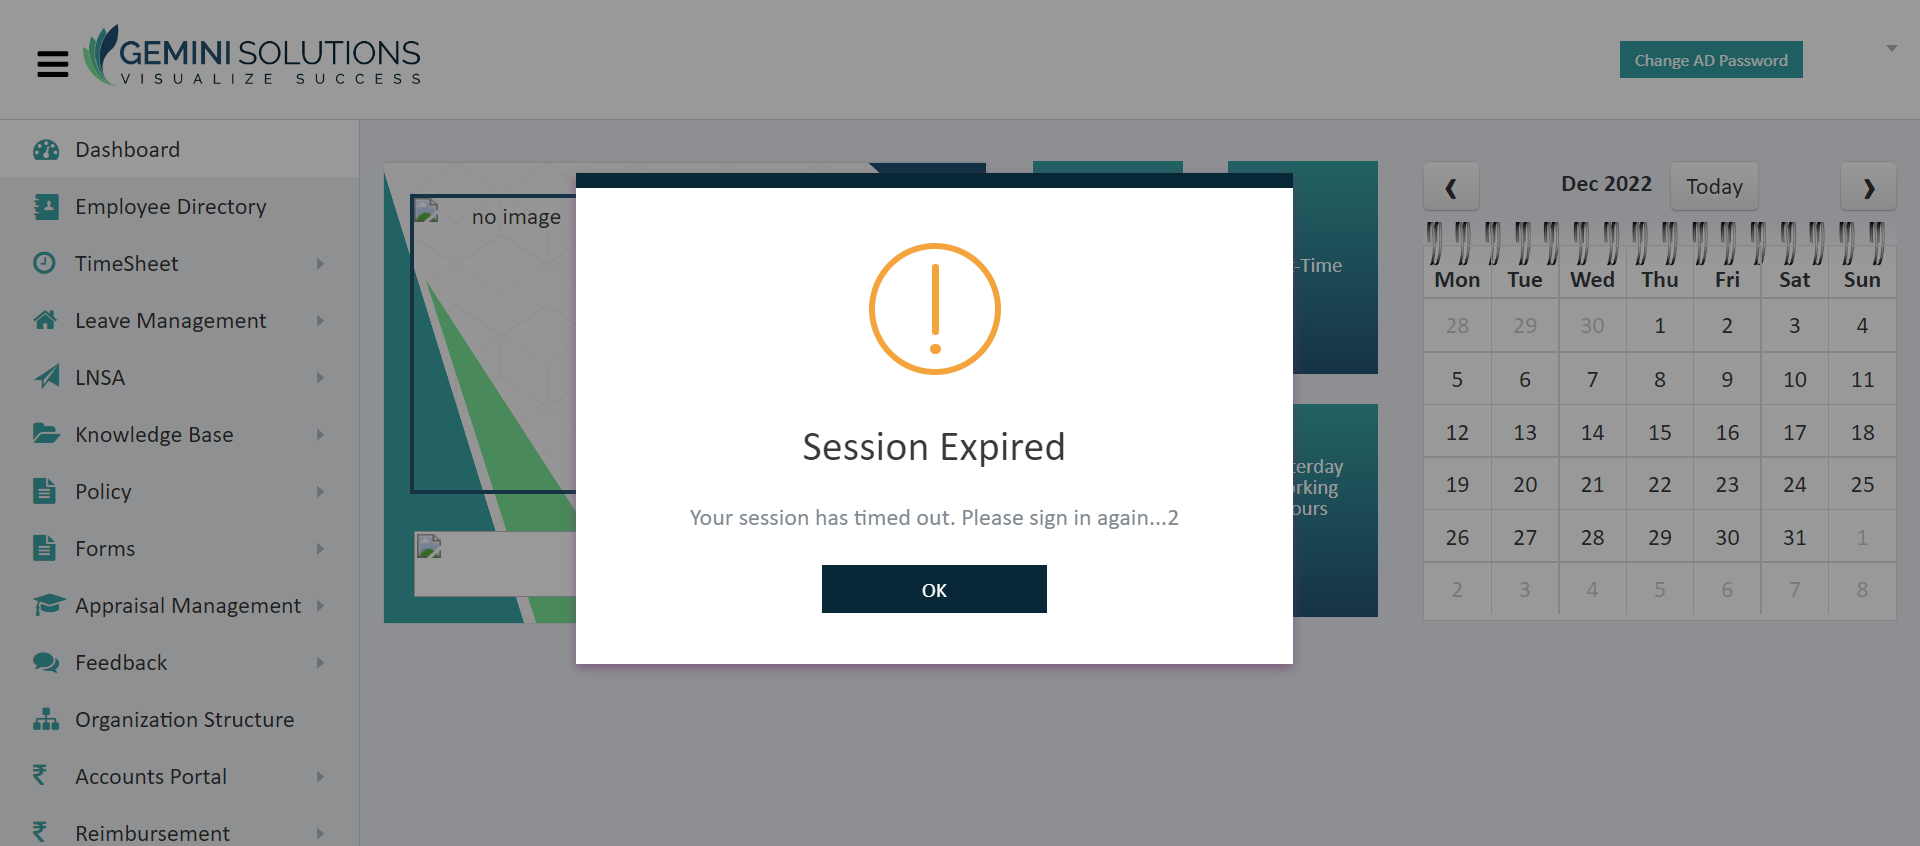 GEMINI SOLUTIONS
VISUALIZE SUCCESS
Change AD Password
Dashboard
Employee Directory
TimeSheet
Leave Management
LNSA
Knowledge Base
Policy
Forms
Appraisal Management
Feedback
Organization Structure
Accounts Portal
Reimbursement
no image
-Time
terday
rking
ours
Session Expired
Your session has timed out. Please sign in again...2
OK
Dec 2022 Today
Mon Tue Wed Thu Fri Sat Sun
28 29 30 1 2 3 4
5 6 7 8 9 10 11
12 13 14 15 16 17 18
19 20 21 22 23 24 25
26 27 28 29 30 31 1
2 3 4 5 6 7 8